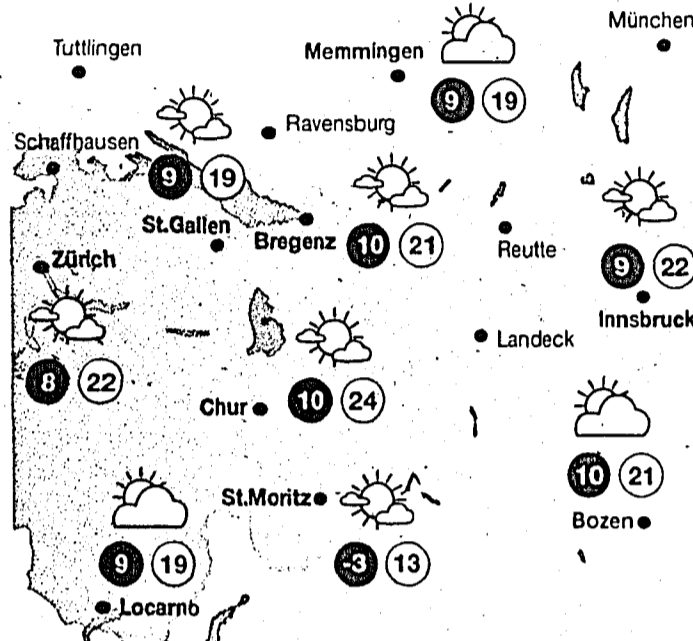 München
Tuttlingen
Memmingen
9 19
Ravensburg
Schaffhausen
9 19
St.Gallen
Bregenz
10 21
Reutte
9 22
Zürich
Innsbruck
Landeck
8 22
Chur
10 24
10 21
St.Moritz
Bozen
9 19
-3 13
Locarno